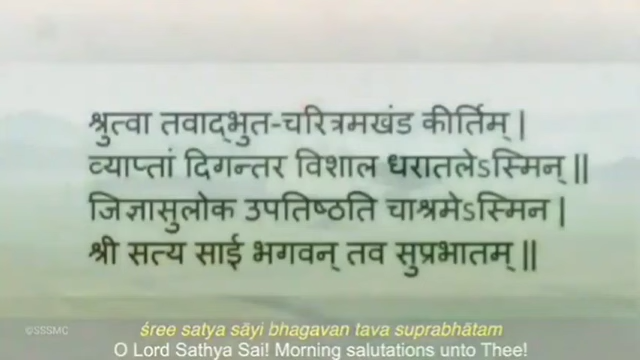 श्रुत्वा तवाद्‌भुत-चरित्रमखंड कीर्तिम् |
व्याप्तां दिगन्तर विशाल धरातलेऽस्मिन् ||
जिज्ञासुलोक उपतिष्ठति चाश्रमेऽस्मिन |
श्री सत्य साई भगवन् तव सुप्रभातम् ||
©SSSMC
śree satya sāyi bhagavan tava suprabhātam
O Lord Sathya Sai! Morning salutations unto Thee!